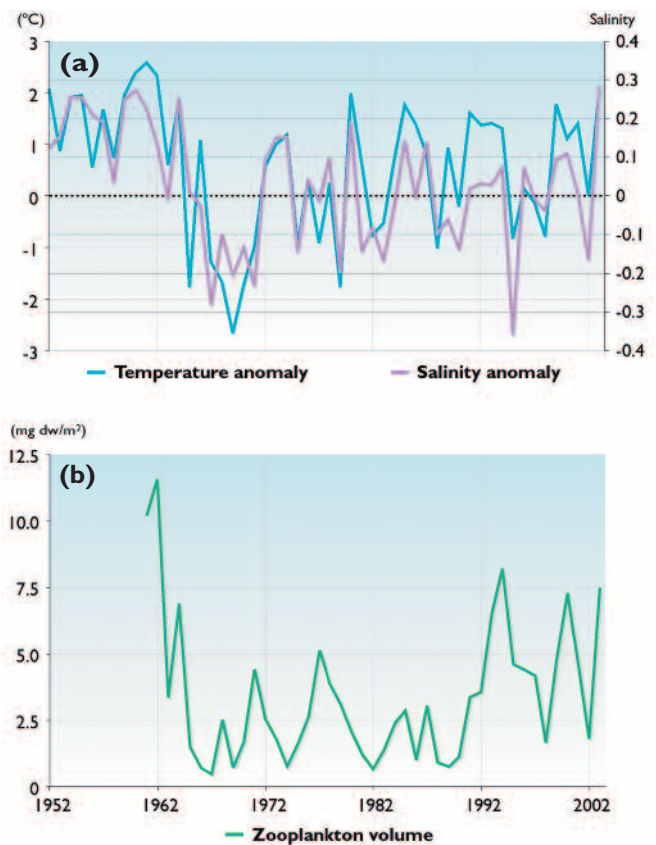 (ºC) Salinity
(a)
3 0.4
0.3
2 0.2
1 0.1
0 0
-0.1
-1
-0.2
-2 -0.3
-3 -0.4
Temperature anomaly Salinity anomaly
(mg dw/m²)
12.5
(b)
10.0
7.5
5.0
2.5
0
1952 1962 1972 1982 1992 2002
Zooplankton volume